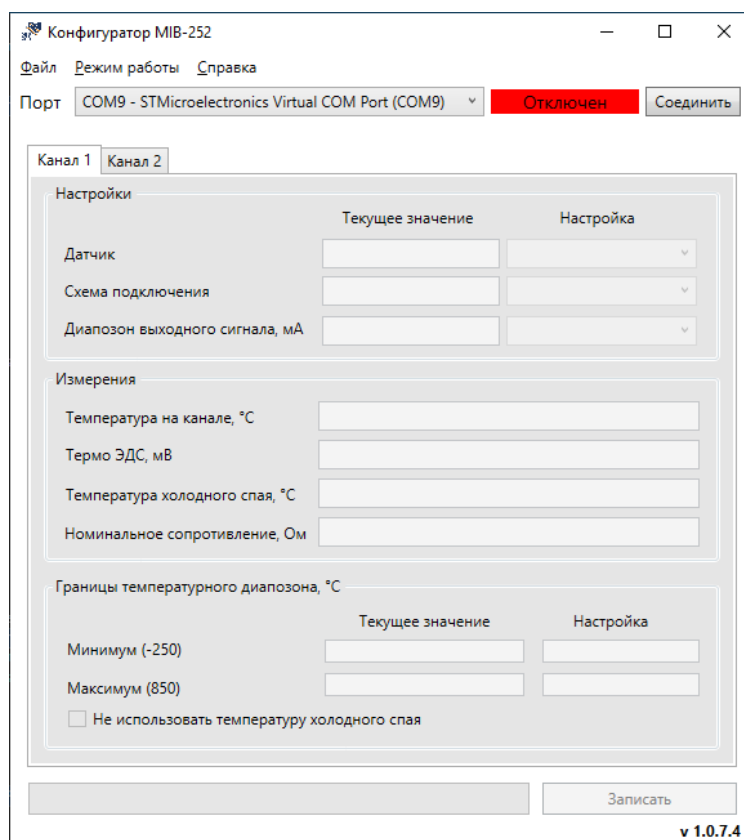 Конфигуратор MIB-252
Файл Режим работы Справка
Порт COM9 - STMicroelectronics Virtual COM Port (COM9) Отключен Соединить
Канал 1 Канал 2
Настройки
Текущее значение Настройка
Датчик
Схема подключения
Диапозон выходного сигнала, мА
Измерения
Температура на канале, °С
Термо ЭДС, мВ
Температура холодного спая, °С
Номинальное сопротивление, Ом
Границы температурного диапазона, °С
Текущее значение Настройка
Минимум (-250)
Максимум (850)
Не использовать температуру холодного спая
Записать
v 1.0.7.4